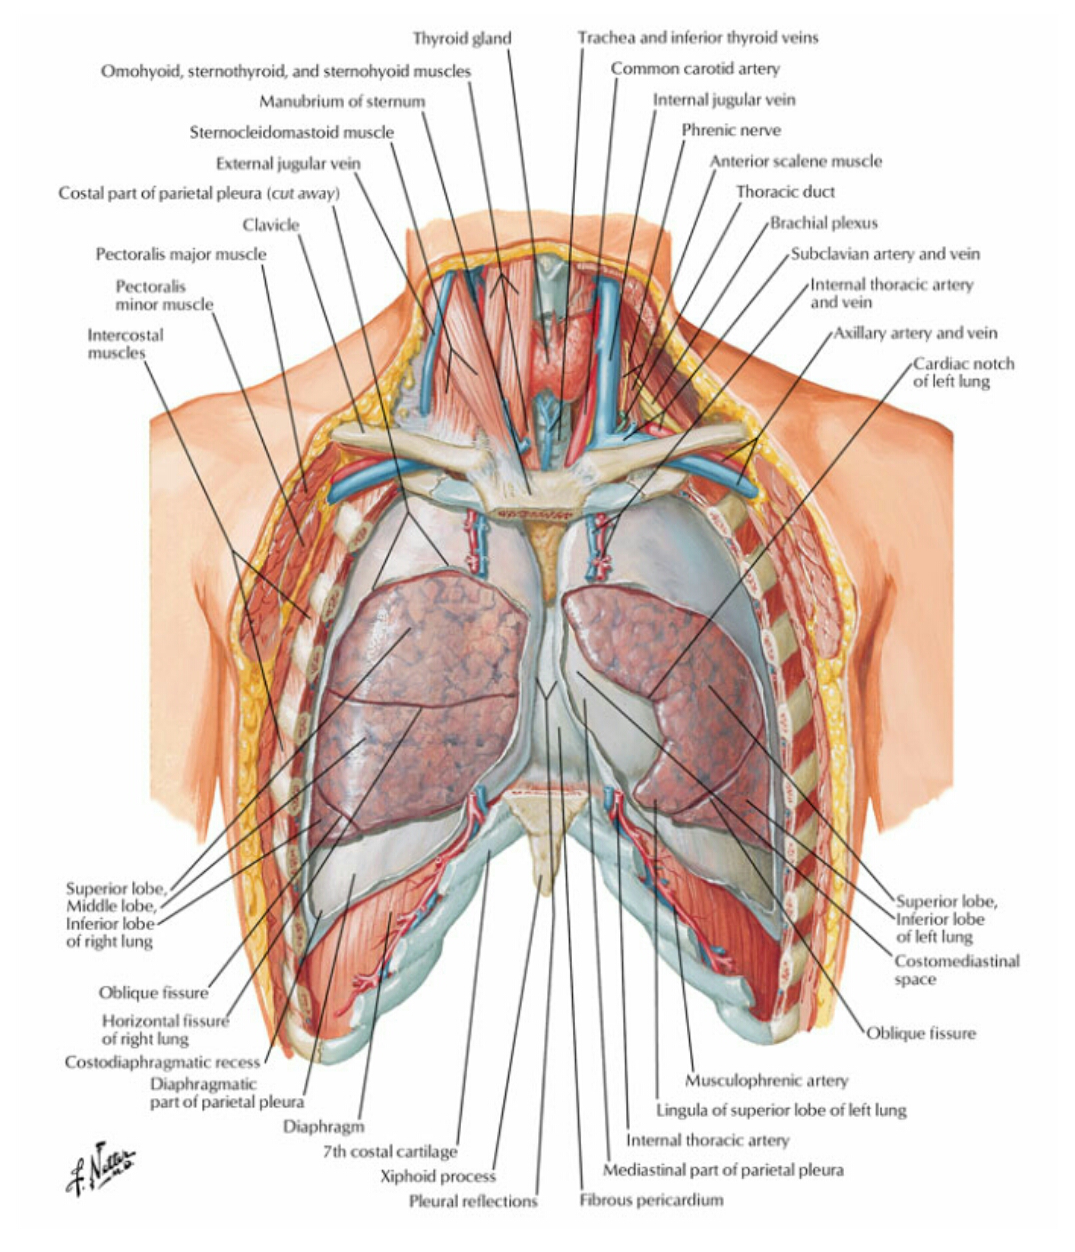 Thyroid gland
Omohyoid, sternothyroid, and sternohyoid muscles
Manubrium of sternum
Sternocleidomastoid muscle
External jugular vein
Costal part of parietal pleura (cut away)
Clavicle
Pectoralis major muscle
Pectoralis
minor muscle
Intercostal
muscles
Trachea and inferior thyroid veins
Common carotid artery
Internal jugular vein
Phrenic nerve
Anterior scalene muscle
Thoracic duct
Brachial plexus
Subclavian artery and vein
Internal thoracic artery
and vein
Axillary artery and vein
Cardiac notch
of left lung
Superior lobe,
Middle lobe,
Inferior lobe
of right lung
Oblique fissure
Horizontal fissure
of right lung
Costodiaphragmatic recess
Diaphragmatic
part of parietal pleura
Diaphragm
7th costal cartilage
Xiphoid process
Pleural reflections
Superior lobe,
Inferior lobe
of left lung
Costomediastinal
space
Oblique fissure
Musculophrenic artery
Lingula of superior lobe of left lung
Internal thoracic artery
Mediastinal part of parietal pleura
Fibrous pericardium
F. Netter
M.D.